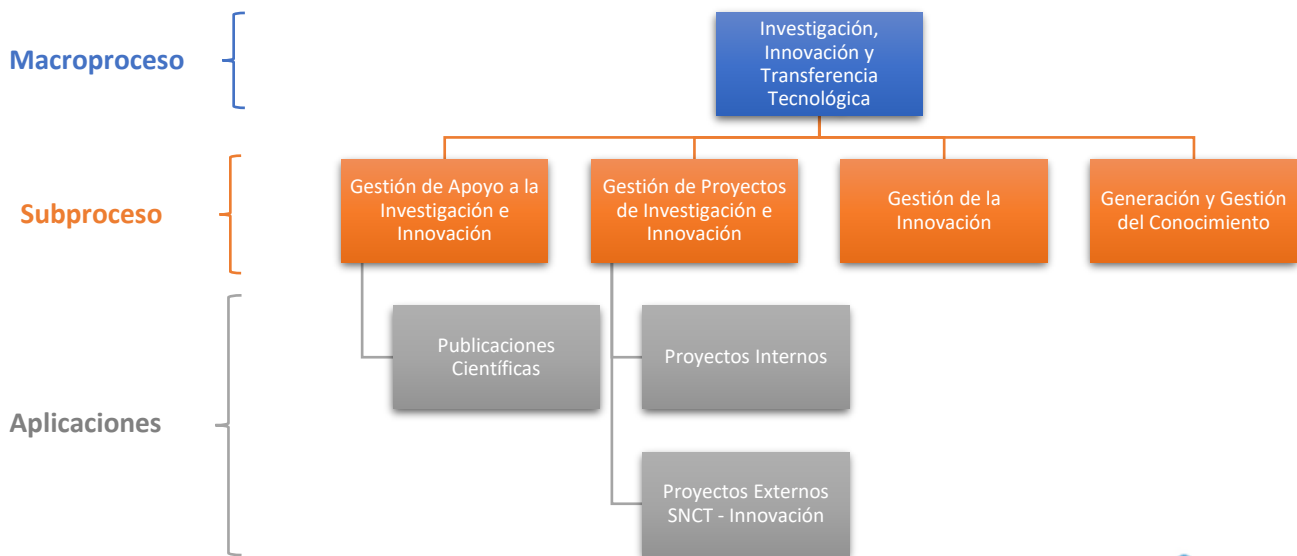 Macroproceso
Investigación,
Innovación y
Transferencia
Tecnológica
Subproceso
Gestión de Apoyo a la
Investigación e
Innovación
Gestión de Proyectos
de Investigación e
Innovación
Gestión de la
Innovación
Generación y Gestión
del Conocimiento
Aplicaciones
Publicaciones
Científicas
Proyectos Internos
Proyectos Externos
SNCT - Innovación